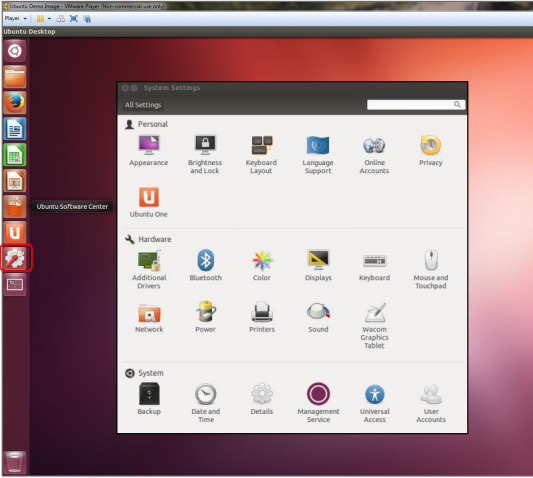 Ubuntu Demo Image - VMware Player (Non-commercial use only)
Player
Ubuntu Desktop
System Settings
All Settings
Personal
Appearance
Brightness and Lock
Keyboard Layout
Language Support
Online Accounts
Privacy
Ubuntu Software Center
Ubuntu One
Hardware
Additional Drivers
Bluetooth
Color
Displays
Keyboard
Mouse and Touchpad
Network
Power
Printers
Sound
Wacom Graphics Tablet
System
Backup
Date and Time
Details
Management Service
Universal Access
User Accounts